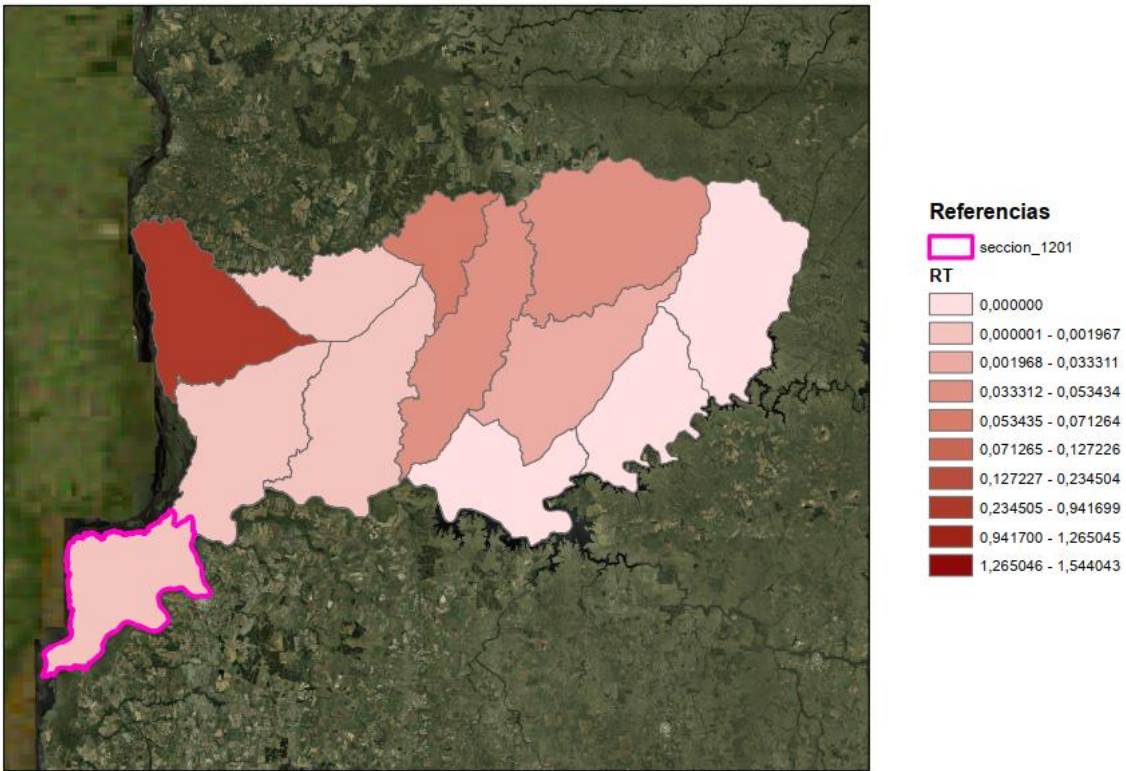 Referencias
seccion_1201
RT
0,000000
0,000001 - 0,001967
0,001968 - 0,033311
0,033312 - 0,053434
0,053435 - 0,071264
0,071265 - 0,127226
0,127227 - 0,234504
0,234505 - 0,941699
0,941700 - 1,265045
1,265046 - 1,544043